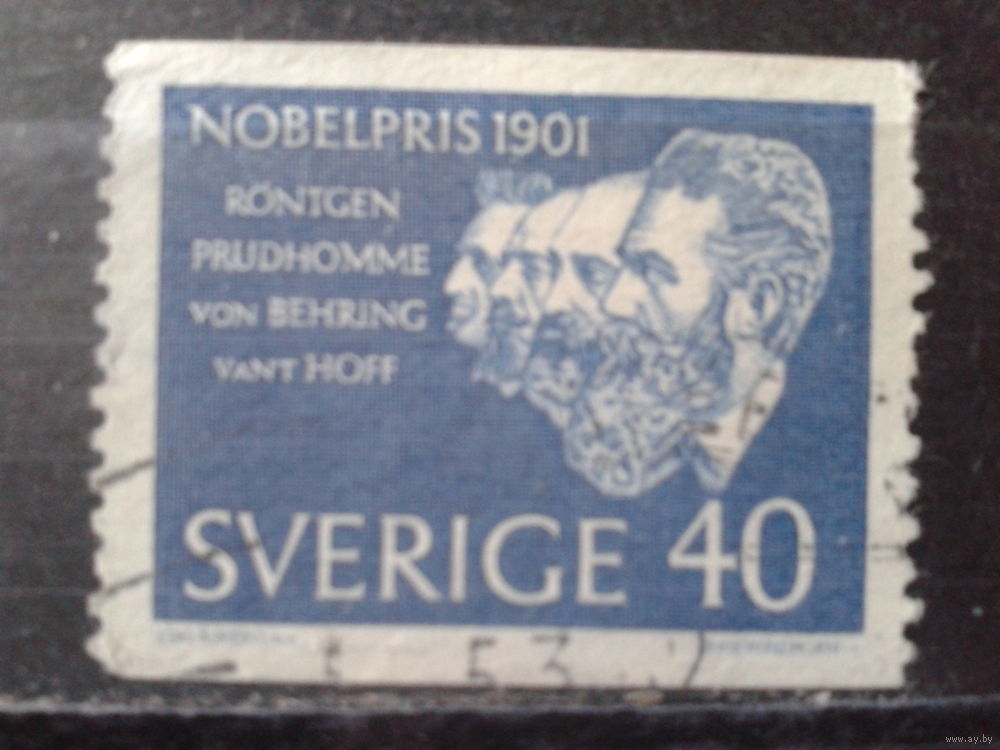 NOBELPRIS 1901
RÖNTGEN
PRUDHOMME
VON BEHRING
VANT HOFF
SVERIGE 40
www.ay.by